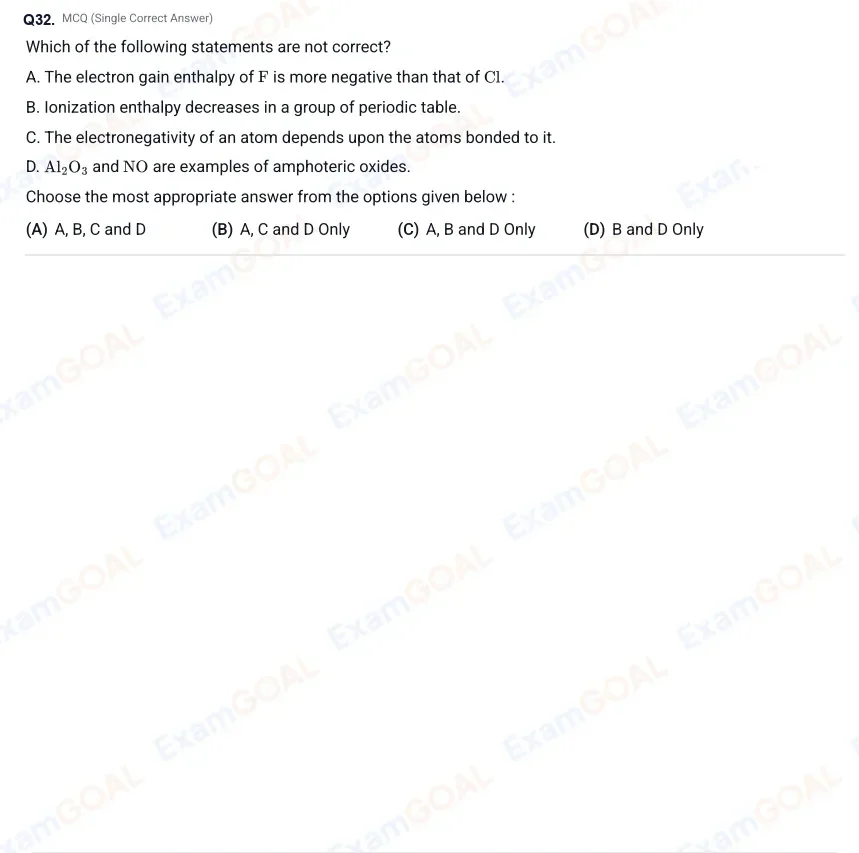 Q32. MCQ (Single Correct Answer)
Which of the following statements are not correct?
A. The electron gain enthalpy of F is more negative than that of Cl.
B. Ionization enthalpy decreases in a group of periodic table.
C. The electronegativity of an atom depends upon the atoms bonded to it.
D. Al₂O₃ and NO are examples of amphoteric oxides.
Choose the most appropriate answer from the options given below :
(A) A, B, C and D (B) A, C and D Only (C) A, B and D Only (D) B and D Only
ExamGOAL